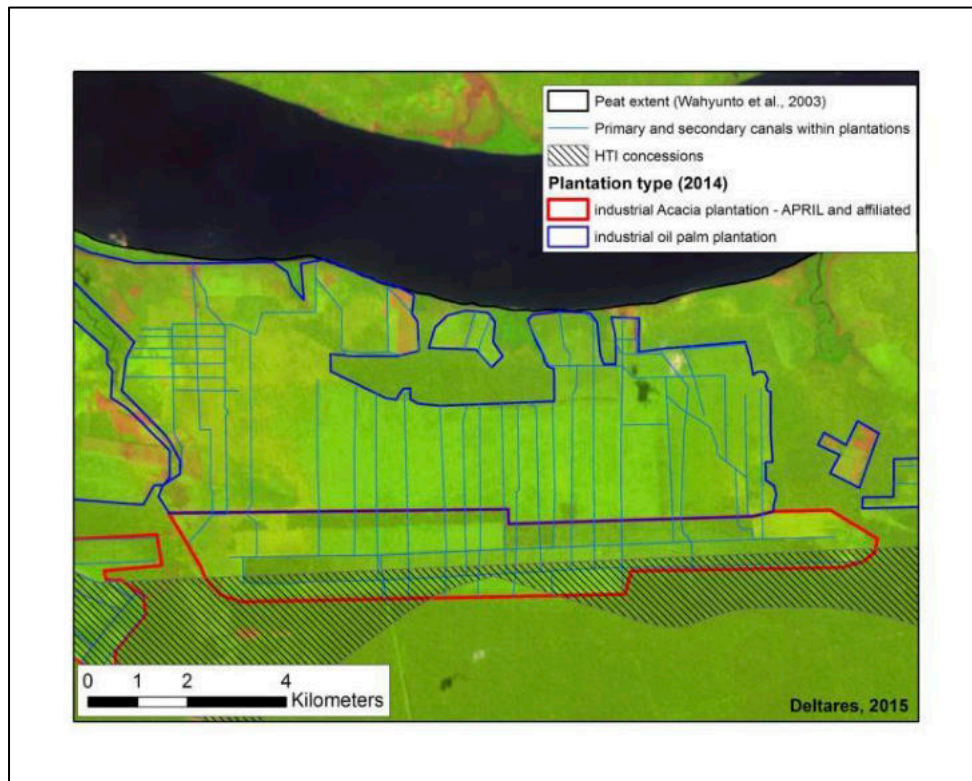 Peat extent (Wahyunto et al., 2003)
Primary and secondary canals within plantations
HTI concessions
Plantation type (2014)
industrial Acacia plantation - APRIL and affiliated
industrial oil palm plantation
0 1 2 4
Kilometers
Deltares, 2015